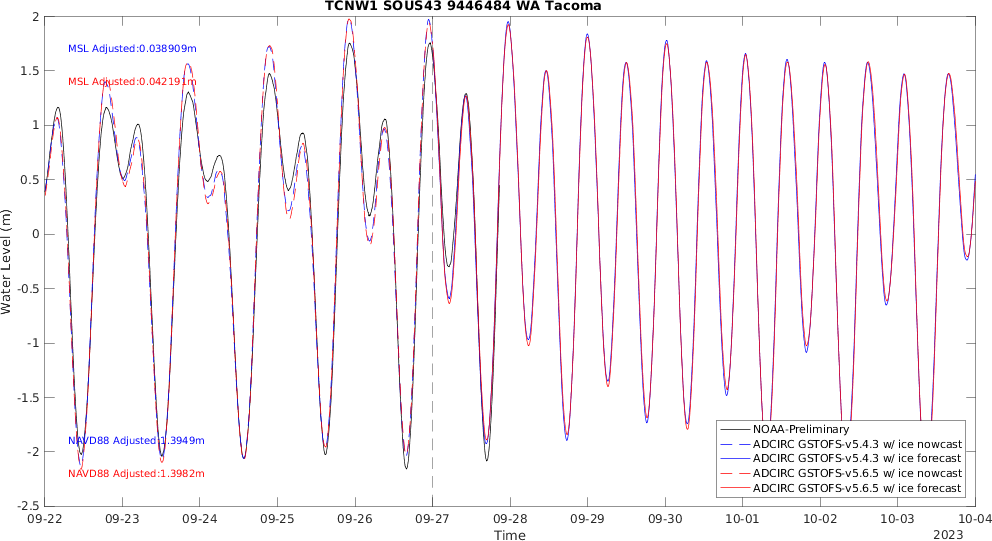 TCNW1 SOUS43 9446484 WA Tacoma
Water Level (m)
2
1.5
1
0.5
0
-0.5
-1
-1.5
-2
-2.5
MSL Adjusted:0.038909m
MSL Adjusted:0.042191m
NAVD88 Adjusted:1.3949m
NAVD88 Adjusted:1.3982m
NOAA-Preliminary
ADCIRC GSTOFS-v5.4.3 w/ ice nowcast
ADCIRC GSTOFS-v5.4.3 w/ ice forecast
ADCIRC GSTOFS-v5.6.5 w/ ice nowcast
ADCIRC GSTOFS-v5.6.5 w/ ice forecast
09-22 09-23 09-24 09-25 09-26 09-27 09-28 09-29 09-30 10-01 10-02 10-03 10-04
Time
2023